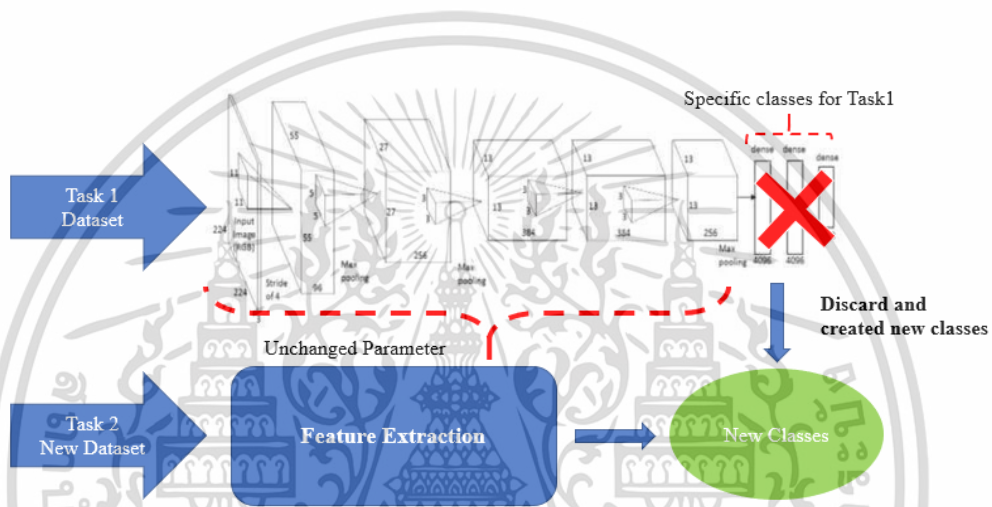 Specific classes for Task1
dense dense dense
Task 1
Dataset
55
27
13
13
13
11
11
5
5
3
3
3
3
3
3
27
13
13
13
Input
Image
(RGB)
224
55
384
384
256
256
Max
pooling
Max
pooling
Max
pooling
4096 4096
224
Stride
of 4
96
Discard and
created new classes
Unchanged Parameter
Task 2
New Dataset
Feature Extraction
New Classes